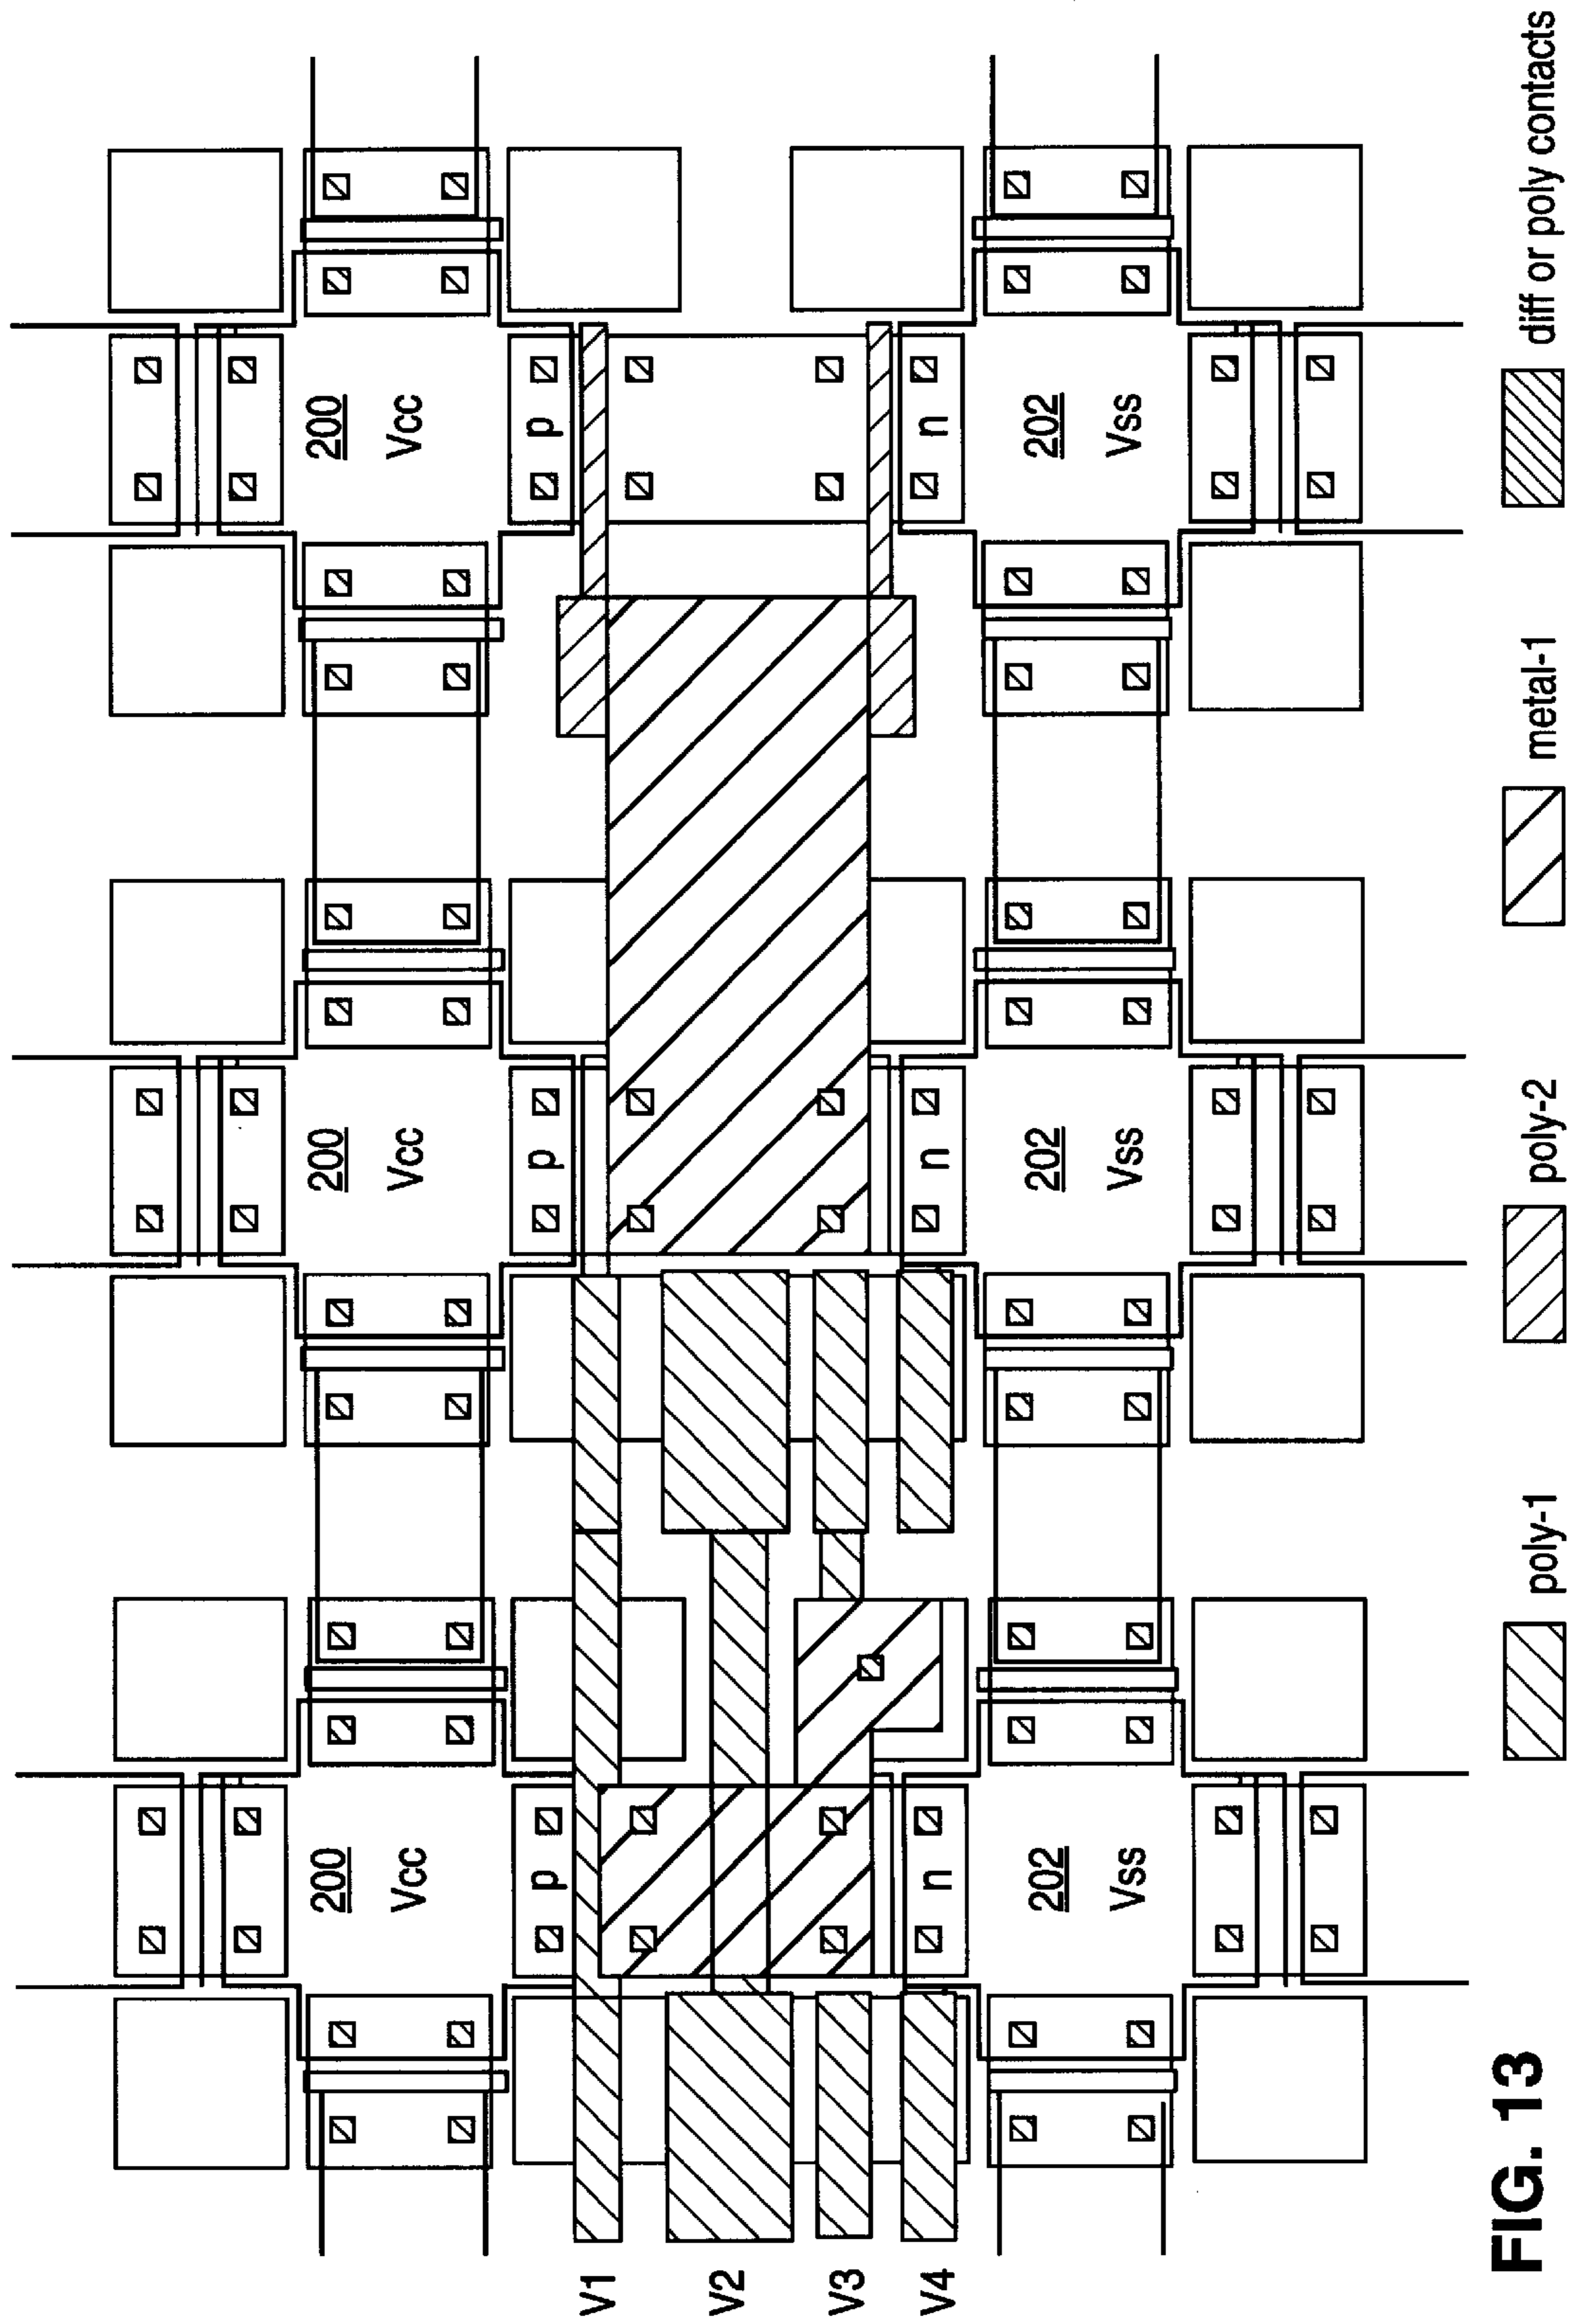 V1
V2
V3
V4
200
Vcc
p
n
202
Vss
200
Vcc
p
n
202
Vss
200
Vcc
p
n
202
Vss
poly-1
poly-2
metal-1
diff or poly contacts
FIG. 13